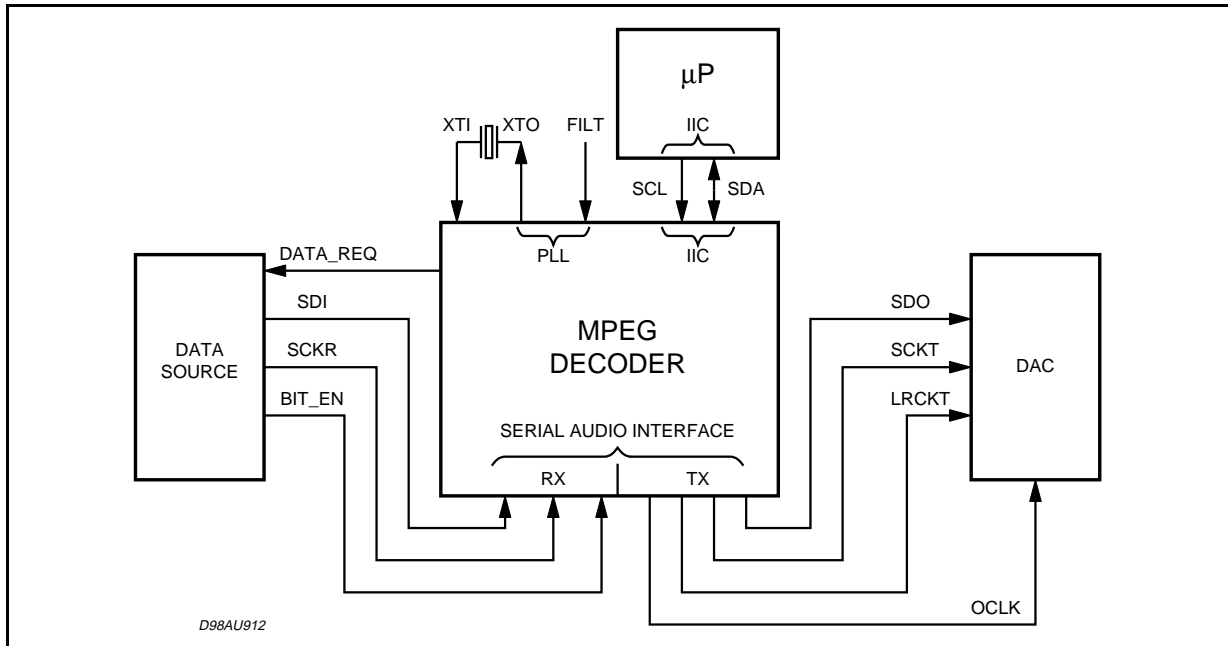 µP
XTI XTO FILT IIC
SCL SDA
DATA_REQ PLL IIC
SDI SDO
MPEG
DECODER
DATA
SOURCE
SCKR SCKT
DAC
BIT_EN LRCKT
SERIAL AUDIO INTERFACE
RX TX
OCLK
D98AU912